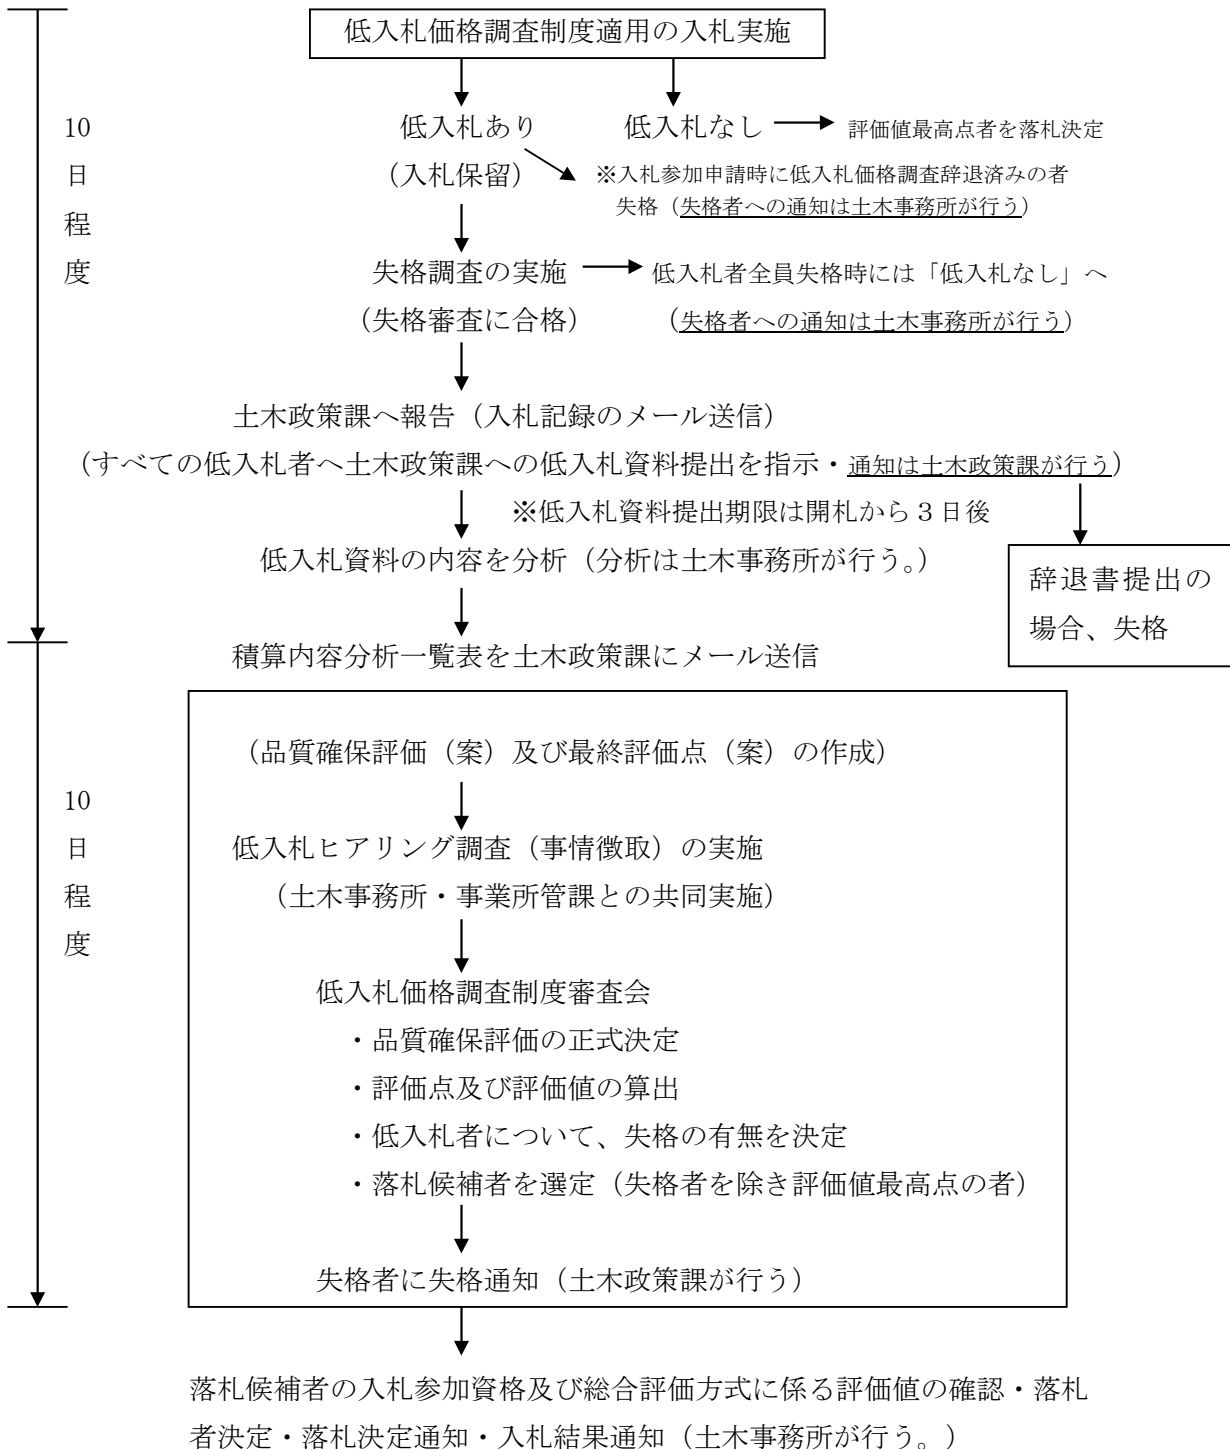 低入札価格調査制度適用の入札実施
低入札あり
低入札なし
評価値最高点者を落札決定
(入札保留)
※入札参加申請時に低入札価格調査辞退済みの者
失格（失格者への通知は土木事務所が行う）
10
日
程
度
失格調査の実施
低入札者全員失格時には「低入札なし」へ
（失格審査に合格）
（失格者への通知は土木事務所が行う）
土木政策課へ報告（入札記録のメール送信）
（すべての低入札者へ土木政策課への低入札資料提出を指示・通知は土木政策課が行う）
※低入札資料提出期限は開札から３日後
低入札資料の内容を分析（分析は土木事務所が行う。）
辞退書提出の
場合、失格
積算内容分析一覧表を土木政策課にメール送信
（品質確保評価（案）及び最終評価点（案）の作成）
10
日
程
度
低入札ヒアリング調査（事情徴取）の実施
（土木事務所・事業所管課との共同実施）
低入札価格調査制度審査会
・品質確保評価の正式決定
・評価点及び評価値の算出
・低入札者について、失格の有無を決定
・落札候補者を選定（失格者を除き評価値最高点の者）
失格者に失格通知（土木政策課が行う）
落札候補者の入札参加資格及び総合評価方式に係る評価値の確認・落札
者決定・落札決定通知・入札結果通知（土木事務所が行う。）